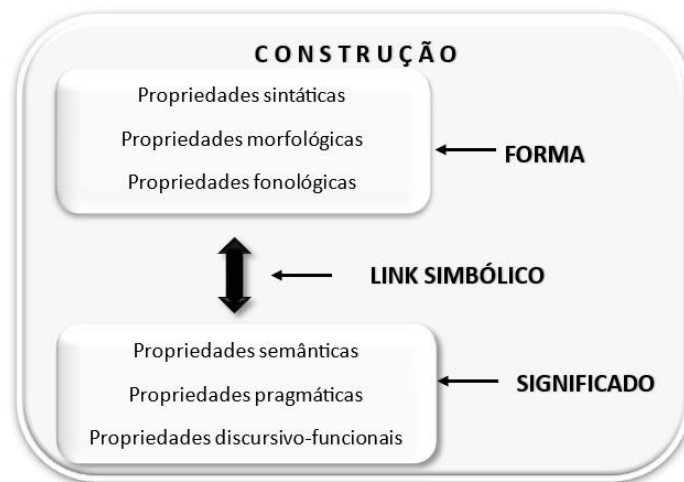 CONSTRUÇÃO
Propriedades sintáticas
Propriedades morfológicas
Propriedades fonológicas
FORMA
LINK SIMBÓLICO
Propriedades semânticas
Propriedades pragmáticas
Propriedades discursivo-funcionais
SIGNIFICADO